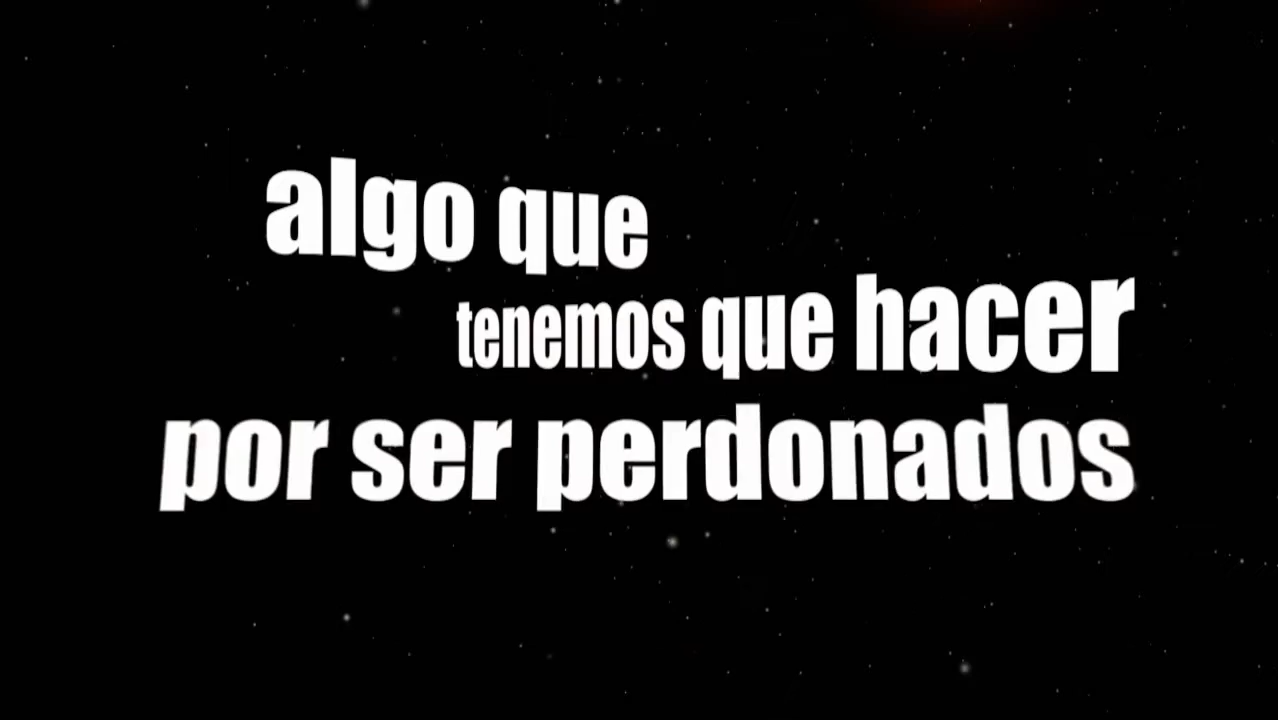 algo que
tenemos que hacer
por ser perdonados